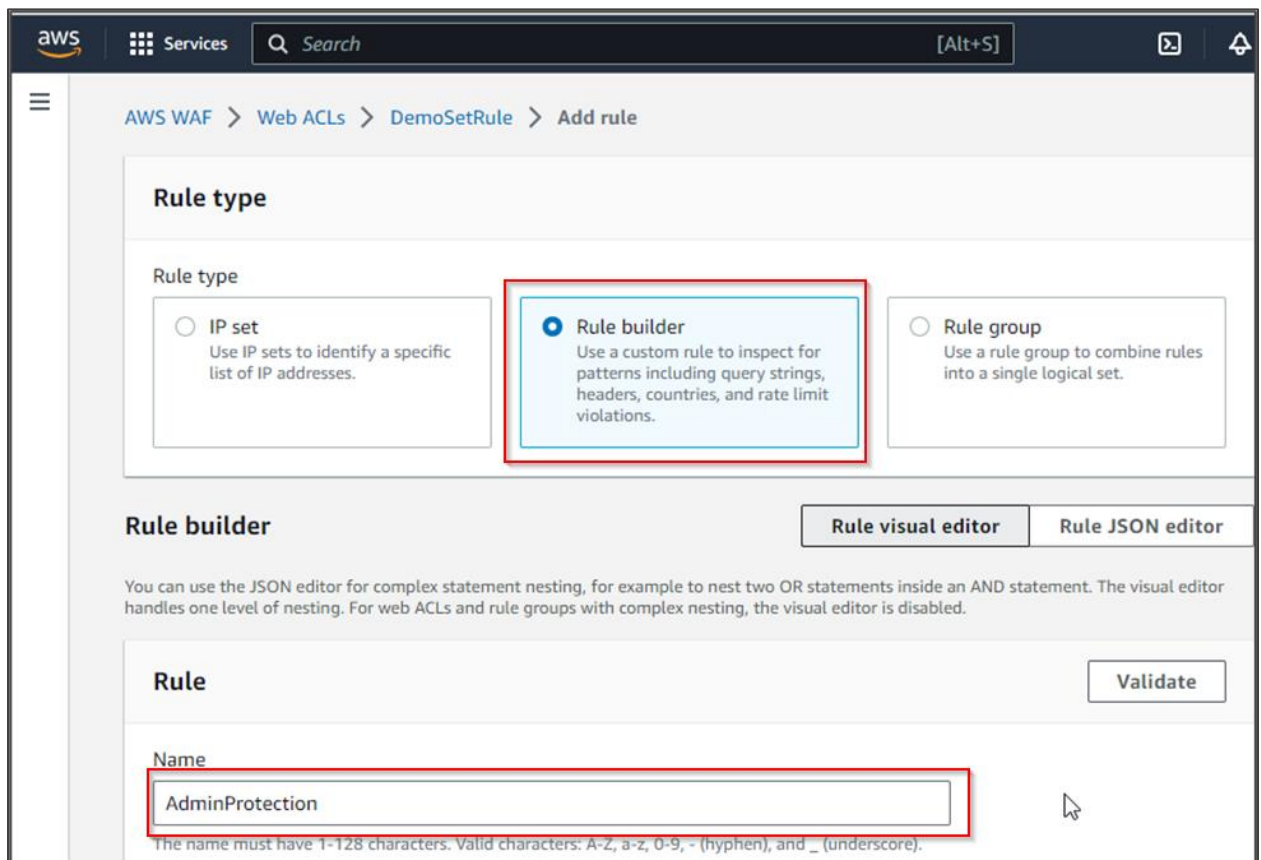 aws
Services
Search
[Alt+S]
AWS WAF > Web ACLs > DemoSetRule > Add rule
Rule type
Rule type
IP set
Use IP sets to identify a specific
list of IP addresses.
Rule builder
Use a custom rule to inspect for
patterns including query strings,
headers, countries, and rate limit
violations.
Rule group
Use a rule group to combine rules
into a single logical set.
Rule builder
Rule visual editor
Rule JSON editor
You can use the JSON editor for complex statement nesting, for example to nest two OR statements inside an AND statement. The visual editor
handles one level of nesting. For web ACLs and rule groups with complex nesting, the visual editor is disabled.
Rule
Validate
Name
AdminProtection
The name must have 1-128 characters. Valid characters: A-Z, a-z, 0-9, - (hyphen), and _ (underscore).